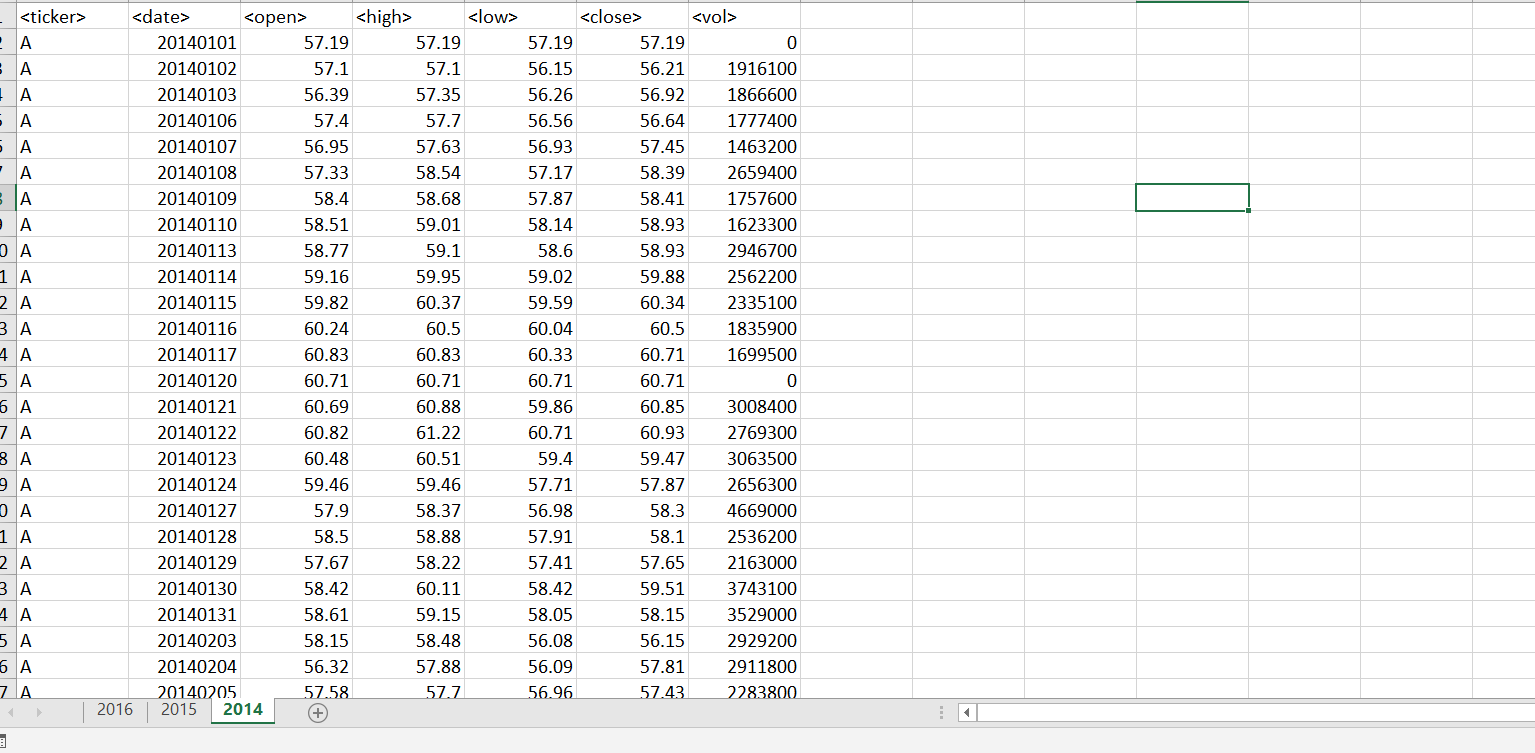 <ticker> <date> <open> <high> <low> <close> <vol>
A 20140101 57.19 57.19 57.19 57.19 0
A 20140102 57.1 57.1 56.15 56.21 1916100
A 20140103 56.39 57.35 56.26 56.92 1866600
A 20140106 57.4 57.7 56.56 56.64 1777400
A 20140107 56.95 57.63 56.93 57.45 1463200
A 20140108 57.33 58.54 57.17 58.39 2659400
A 20140109 58.4 58.68 57.87 58.41 1757600
A 20140110 58.51 59.01 58.14 58.93 1623300
A 20140113 58.77 59.1 58.6 58.93 2946700
A 20140114 59.16 59.95 59.02 59.88 2562200
A 20140115 59.82 60.37 59.59 60.34 2335100
A 20140116 60.24 60.5 60.04 60.5 1835900
A 20140117 60.83 60.83 60.33 60.71 1699500
A 20140120 60.71 60.71 60.71 60.71 0
A 20140121 60.69 60.88 59.86 60.85 3008400
A 20140122 60.82 61.22 60.71 60.93 2769300
A 20140123 60.48 60.51 59.4 59.47 3063500
A 20140124 59.46 59.46 57.71 57.87 2656300
A 20140127 57.9 58.37 56.98 58.3 4669000
A 20140128 58.5 58.88 57.91 58.1 2536200
A 20140129 57.67 58.22 57.41 57.65 2163000
A 20140130 58.42 60.11 58.42 59.51 3743100
A 20140131 58.61 59.15 58.05 58.15 3529000
A 20140203 58.15 58.48 56.08 56.15 2929200
A 20140204 56.32 57.88 56.09 57.81 2911800
A 20140205 57.58 57.7 56.96 57.43 2283800
2016 2015 2014